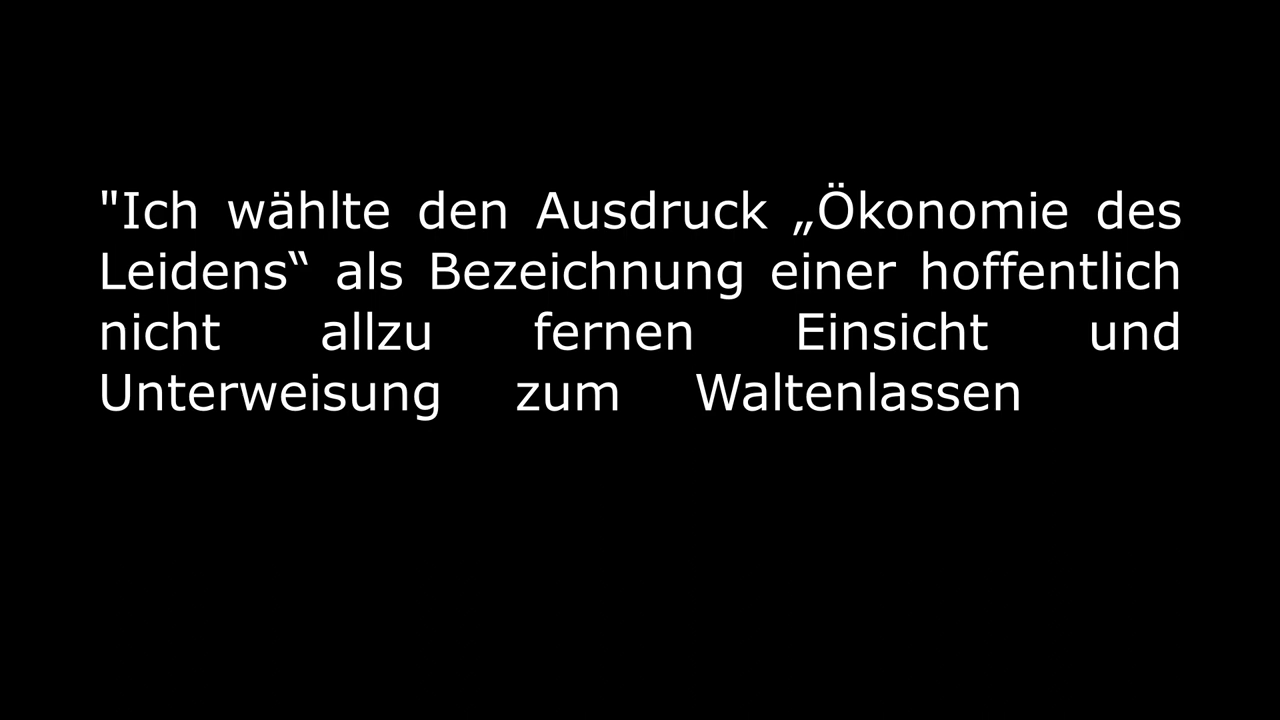 "Ich wählte den Ausdruck „Ökonomie des
Leidens“ als Bezeichnung einer hoffentlich
nicht allzu fernen Einsicht und
Unterweisung zum Waltenlassen